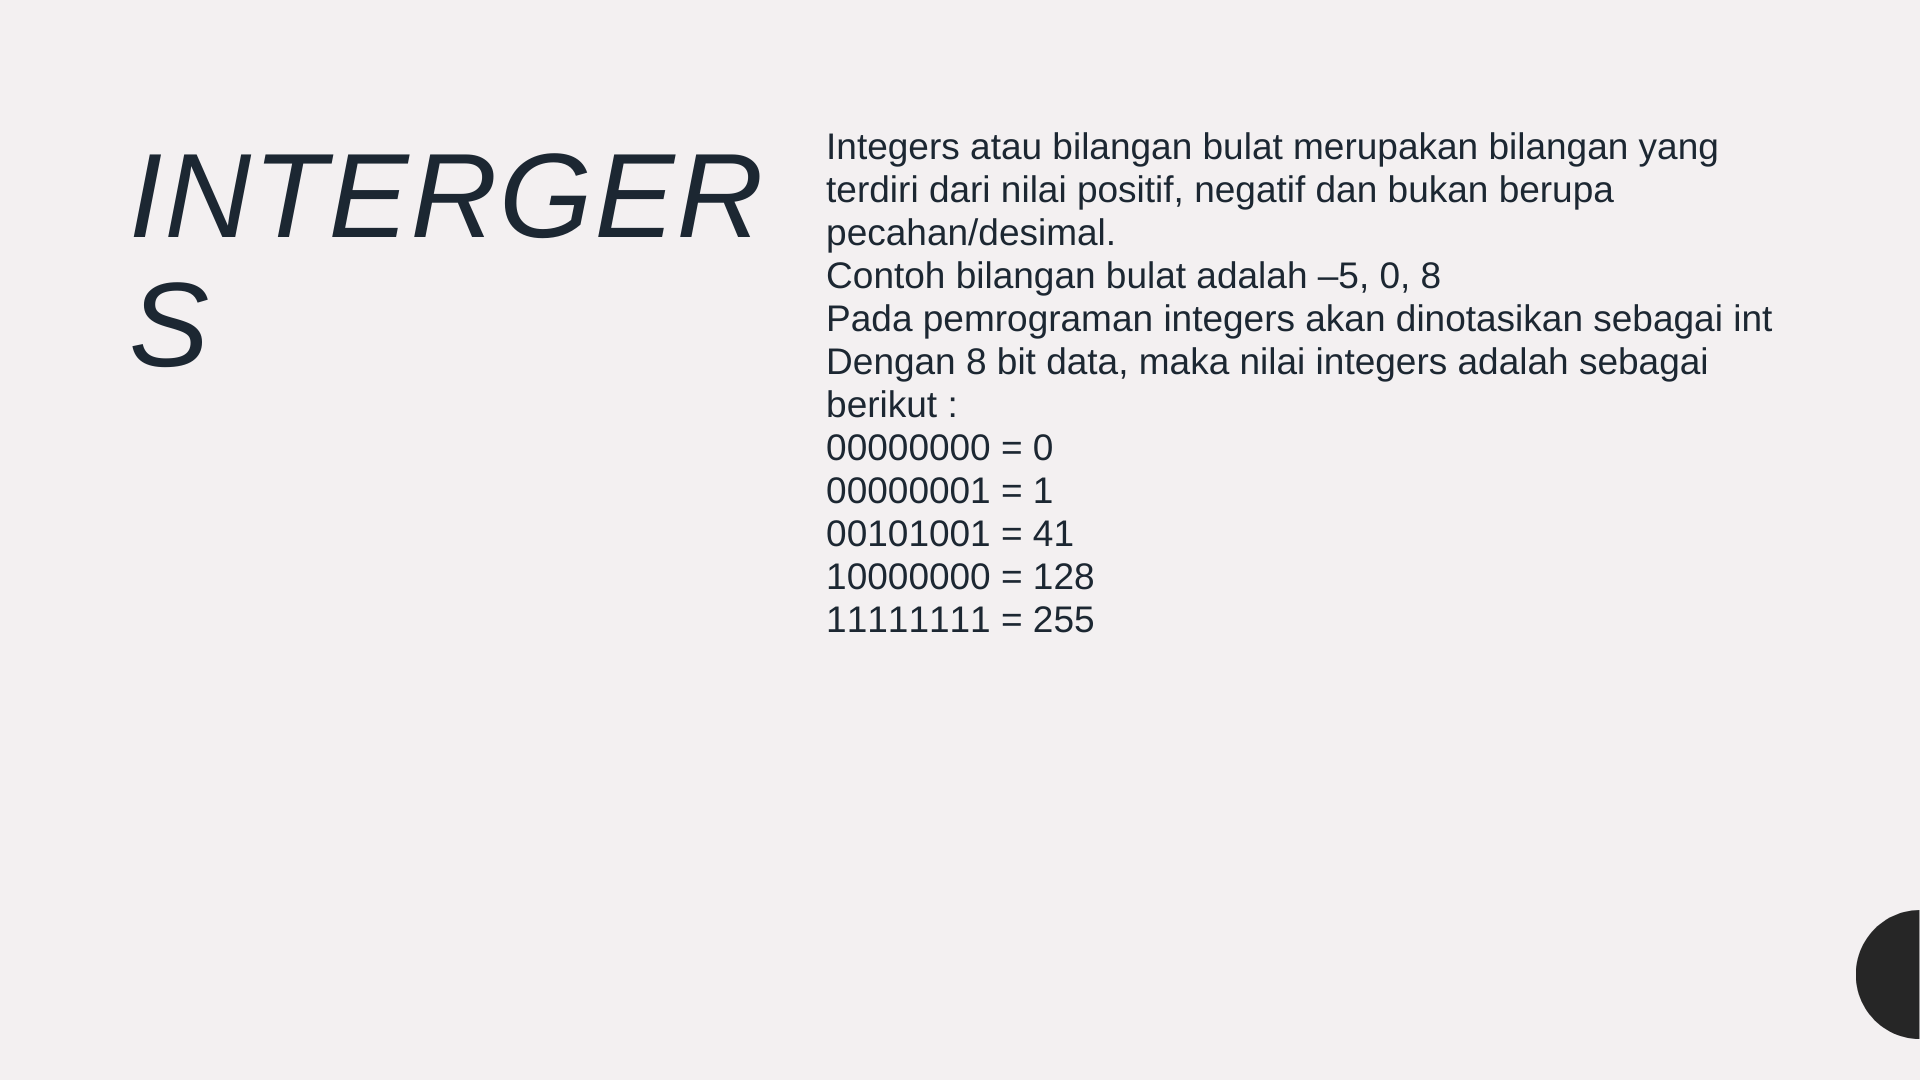 INTERGER
S
Integers atau bilangan bulat merupakan bilangan yang
terdiri dari nilai positif, negatif dan bukan berupa
pecahan/desimal.
Contoh bilangan bulat adalah –5, 0, 8
Pada pemrograman integers akan dinotasikan sebagai int
Dengan 8 bit data, maka nilai integers adalah sebagai
berikut :
00000000 = 0
00000001 = 1
00101001 = 41
10000000 = 128
11111111 = 255